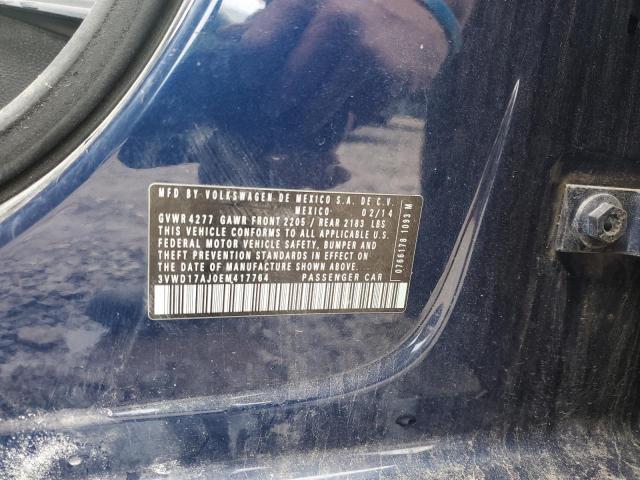 MFD BY VOLKSWAGEN DE MEXICO S.A. DE C.V.
MEXICO 02/14
GVWR 4277 GAWR FRONT 2205 / REAR 2183 LBS
THIS VEHICLE CONFORMS TO ALL APPLICABLE U.S.
FEDERAL MOTOR VEHICLE SAFETY, BUMPER AND
THEFT PREVENTION STANDARDS IN EFFECT ON
THE DATE OF MANUFACTURE SHOWN ABOVE.
3VWD17AJ0EM417764 PASSENGER CAR
0766178 1093 M